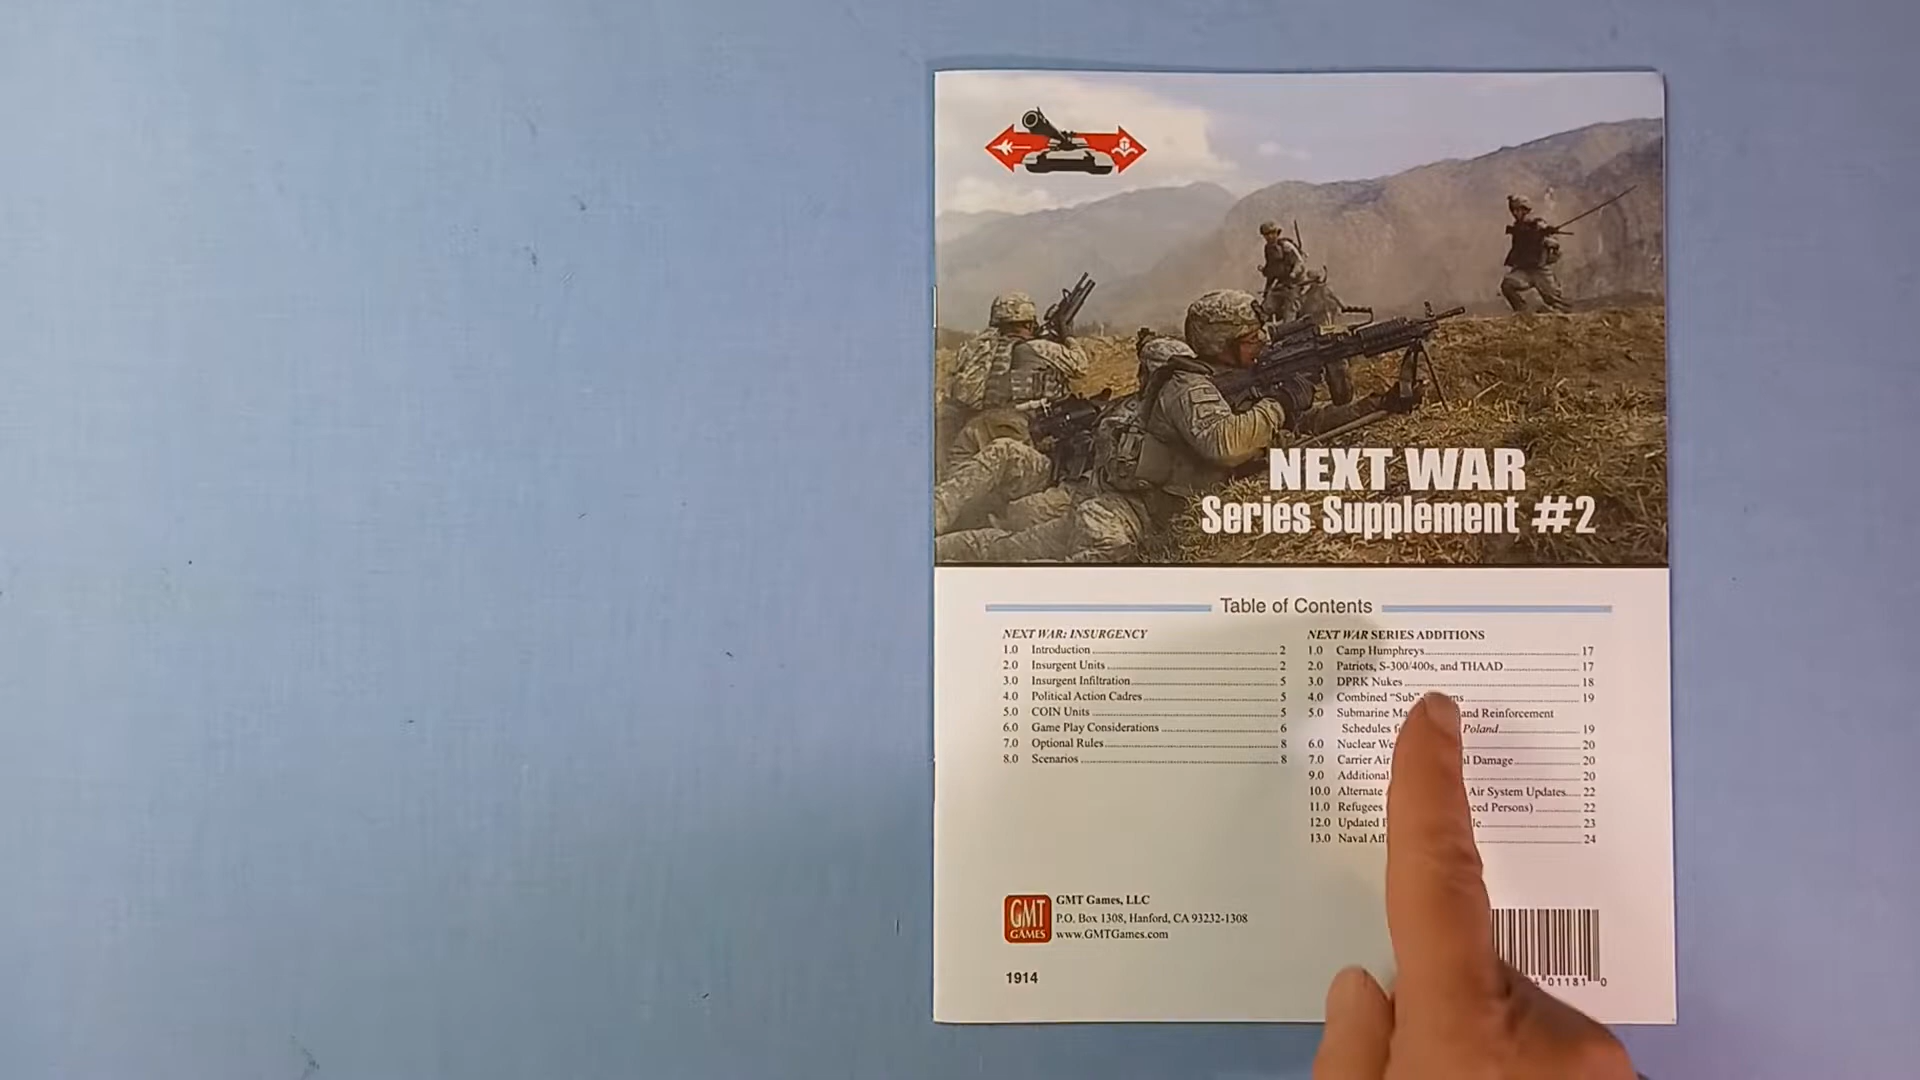 NEXT WAR
Series Supplement #2
Table of Contents
NEXT WAR: INSURGENCY
1.0 Introduction 2
2.0 Insurgent Units 2
3.0 Insurgent Infiltration 5
4.0 Political Action Cadres 5
5.0 COIN Units 5
6.0 Game Play Considerations 6
7.0 Optional Rules 8
8.0 Scenarios 8
NEXT WAR SERIES ADDITIONS
1.0 Camp Humphreys 17
2.0 Patriots, S-300/400s, and THAAD 17
3.0 DPRK Nukes 18
4.0 Combined "Sub" 19
5.0 Submarine and Reinforcement
Schedules Poland 19
6.0 Nuclear 20
7.0 Carrier Air Damage 20
9.0 Additional 20
10.0 Alternate Air System Updates 22
11.0 Refugees Persons) 22
12.0 Updated 23
13.0 Naval 24
GMT GAMES
GMT Games, LLC
P.O. Box 1308, Hanford, CA 93232-1308
www.GMTGames.com
1914
01181 0